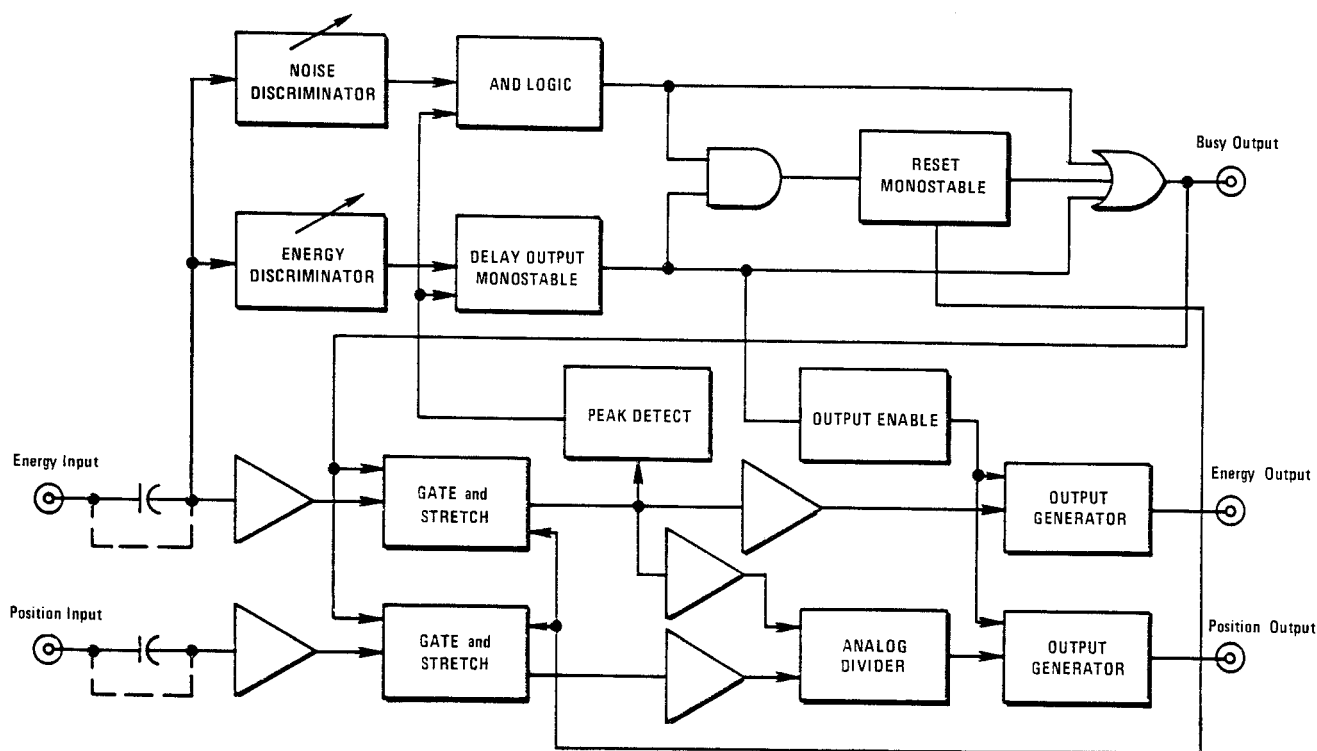 NOISE
DISCRIMINATOR
AND LOGIC
Busy Output
RESET
MONOSTABLE
ENERGY
DISCRIMINATOR
DELAY OUTPUT
MONOSTABLE
PEAK DETECT
OUTPUT ENABLE
Energy Input
GATE and
STRETCH
Energy Output
OUTPUT
GENERATOR
Position Input
GATE and
STRETCH
ANALOG
DIVIDER
OUTPUT
GENERATOR
Position Output